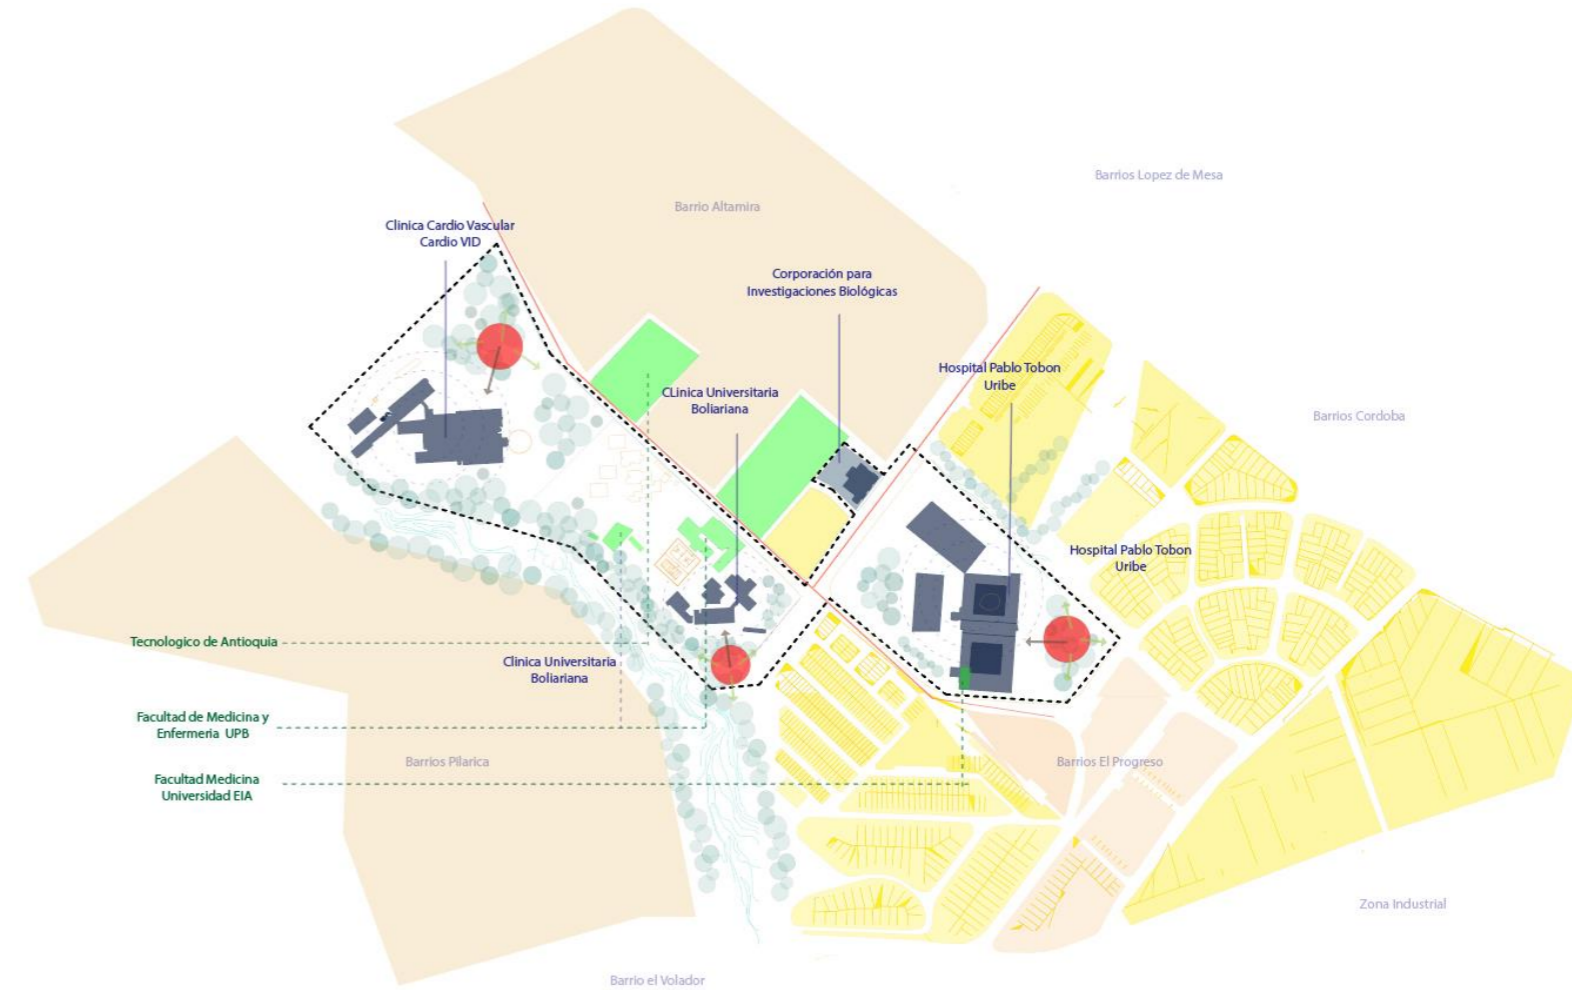 Barrios Lopez de Mesa
Barrio Altamira
Clinica Cardio Vascular
Cardio VID
Corporación para
Investigaciones Biológicas
Hospital Pablo Tobon
Uribe
CLinica Universitaria
Boliariana
Barrios Cordoba
Hospital Pablo Tobon
Uribe
Tecnologico de Antioquia
Clinica Universitaria
Boliariana
Facultad de Medicina y
Enfermeria UPB
Barrios Pilarica
Barrios El Progreso
Facultad Medicina
Universidad EIA
Zona Industrial
Barrio el Volador